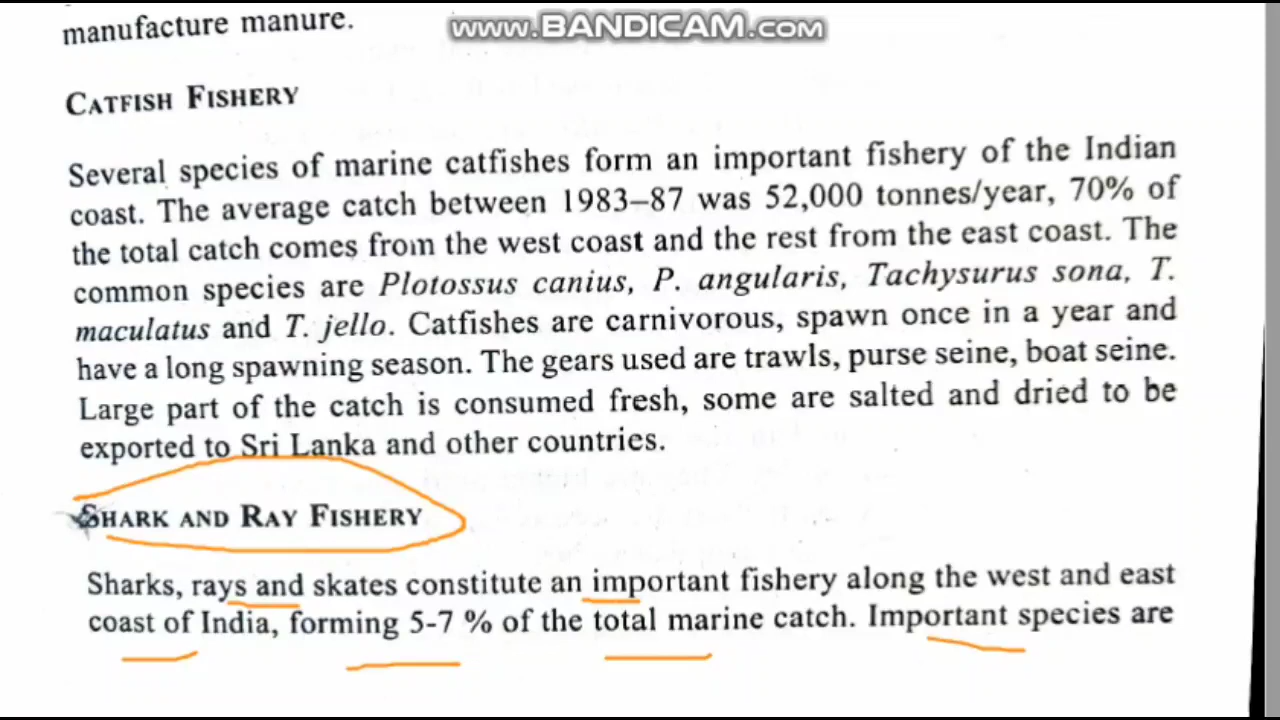 manufacture manure.
www.BANDICAM.com
CATFISH FISHERY
Several species of marine catfishes form an important fishery of the Indian
coast. The average catch between 1983–87 was 52,000 tonnes/year, 70% of
the total catch comes from the west coast and the rest from the east coast. The
common species are Plotossus canius, P. angularis, Tachysurus sona, T.
maculatus and T. jello. Catfishes are carnivorous, spawn once in a year and
have a long spawning season. The gears used are trawls, purse seine, boat seine.
Large part of the catch is consumed fresh, some are salted and dried to be
exported to Sri Lanka and other countries.
SHARK AND RAY FISHERY
Sharks, rays and skates constitute an important fishery along the west and east
coast of India, forming 5-7 % of the total marine catch. Important species are